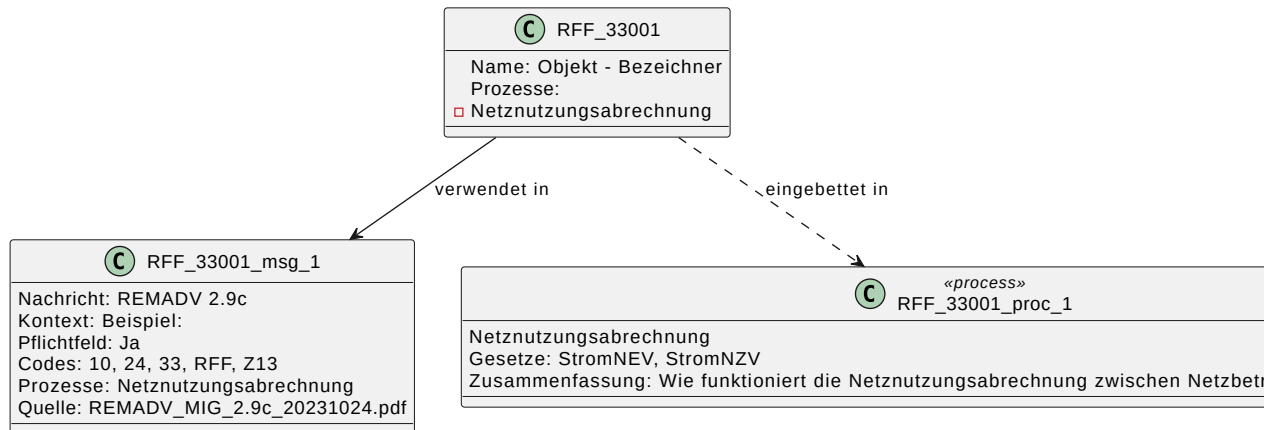 C RFF_33001
Name: Objekt - Bezeichner
Prozesse:
Netznutzungsabrechnung
verwendet in
eingebettet in
C RFF_33001_msg_1
Nachricht: REMADV 2.9c
Kontext: Beispiel:
Pflichtfeld: Ja
Codes: 10, 24, 33, RFF, Z13
Prozesse: Netznutzungsabrechnung
Quelle: REMADV_MIG_2.9c_20231024.pdf
C «process»
RFF_33001_proc_1
Netznutzungsabrechnung
Gesetze: StromNEV, StromNZV
Zusammenfassung: Wie funktioniert die Netznutzungsabrechnung zwischen